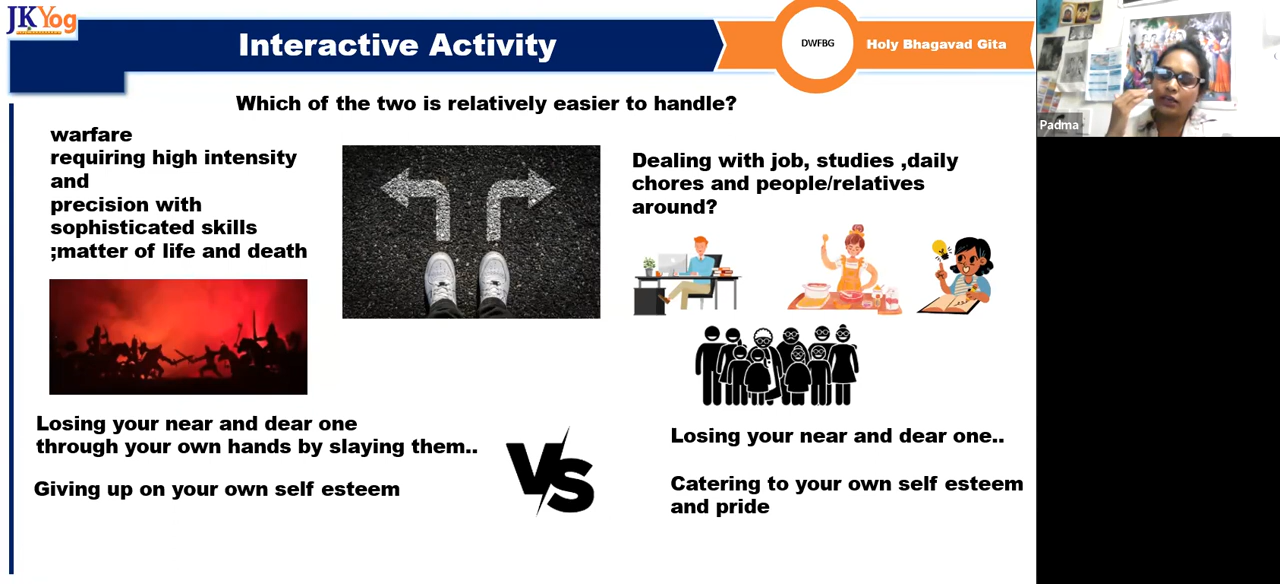 JKYog
Interactive Activity
DWFBG
Holy Bhagavad Gita
Padma
Which of the two is relatively easier to handle?
warfare
requiring high intensity
and
precision with
sophisticated skills
;matter of life and death
Dealing with job, studies ,daily
chores and people/relatives
around?
Losing your near and dear one
through your own hands by slaying them..
Giving up on your own self esteem
VS
Losing your near and dear one..
Catering to your own self esteem
and pride